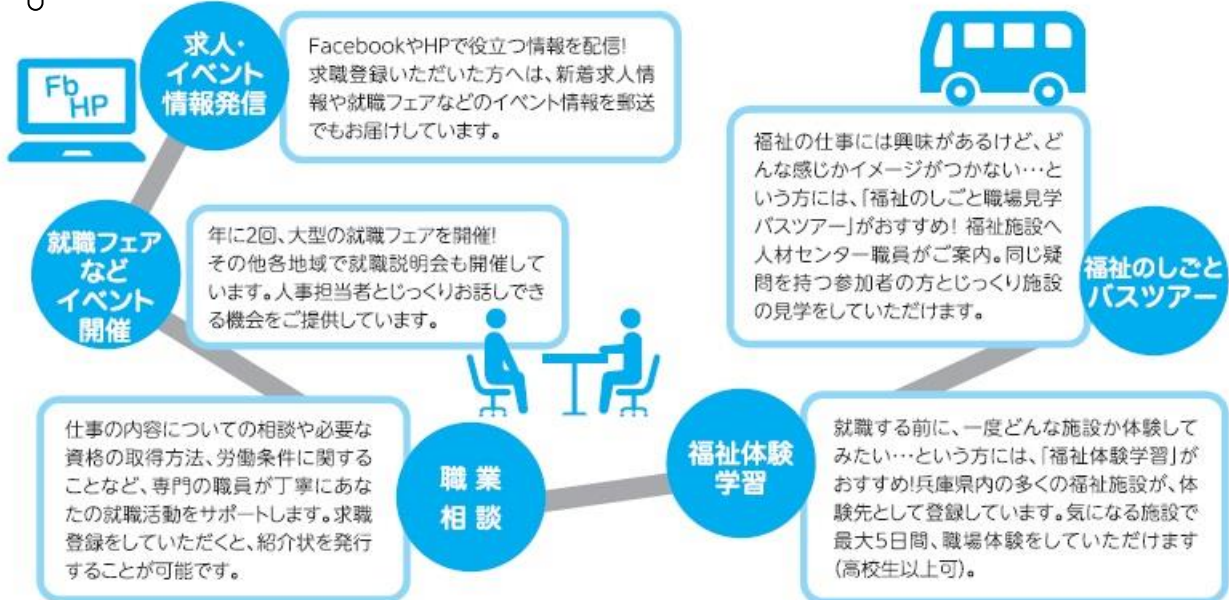 Fb
HP
求人・
イベント
情報発信
FacebookやHPで役立つ情報を配信!
求職登録いただいた方へは、新着求人情
報や就職フェアなどのイベント情報を郵送
でもお届けしています。
就職フェア
など
イベント
開催
年に2回、大型の就職フェアを開催!
その他各地域で就職説明会も開催して
います。人事担当者とじっくりお話しでき
る機会をご提供しています。
仕事の内容についての相談や必要な
資格の取得方法、労働条件に関する
ことなど、専門の職員が丁寧にあな
たの就職活動をサポートします。求職
登録をしていただくと、紹介状を発行
することが可能です。
職業
相談
福祉体験
学習
就職する前に、一度どんな施設か体験して
みたい…という方には、「福祉体験学習」が
おすすめ!兵庫県内の多くの福祉施設が、体
験先として登録しています。気になる施設で
最大5日間、職場体験をしていただけます
(高校生以上可)。
福祉の仕事には興味があるけど、ど
んな感じかイメージがつかない…と
いう方には、「福祉のしごと職場見学
バスツアー」がおすすめ! 福祉施設へ
人材センター職員がご案内。同じ疑
問を持つ参加者の方とじっくり施設
の見学をしていただけます。
福祉のしごと
バスツアー